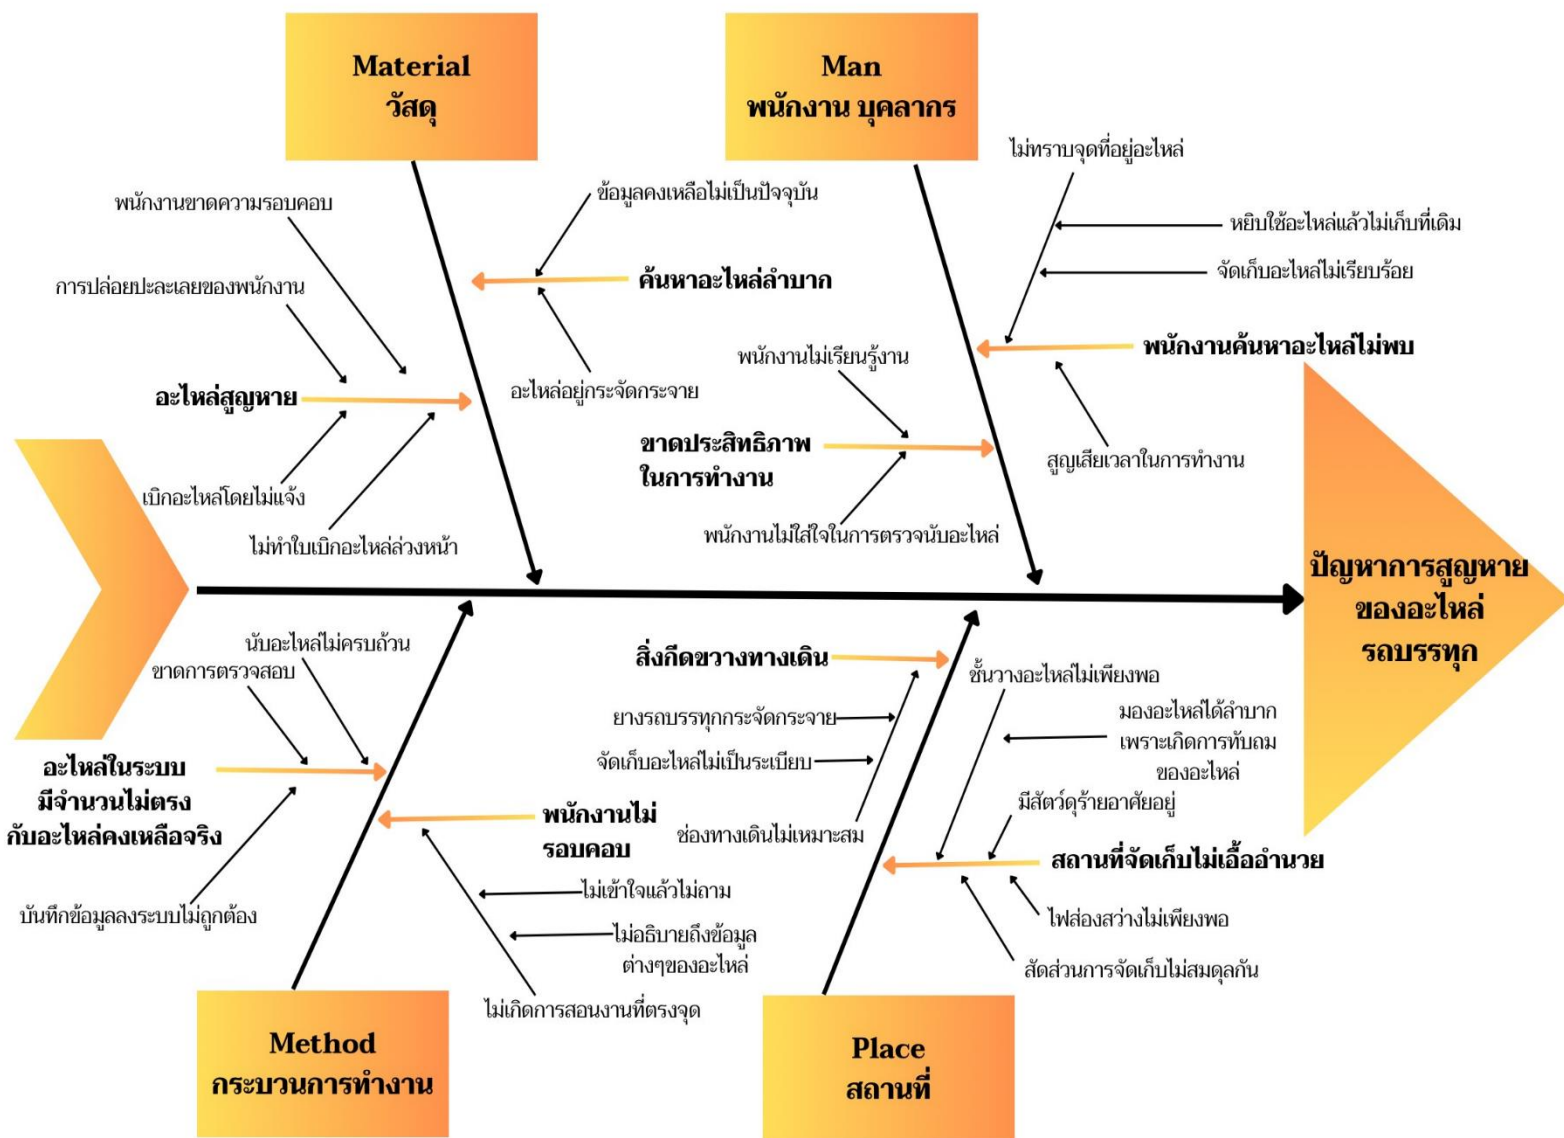 Material
วัสดุ
Man
พนักงาน บุคลากร
ไม่ทราบจุดที่อยู่อะไหล่
พนักงานขาดความรอบคอบ
ข้อมูลคงเหลือไม่เป็นปัจจุบัน
หยิบใช้อะไหล่แล้วไม่เก็บที่เดิม
การปล่อยปะละเลยของพนักงาน
ค้นหาอะไหล่ลำบาก
จัดเก็บอะไหล่ไม่เรียบร้อย
พนักงานไม่เรียนรู้งาน
พนักงานค้นหาอะไหล่ไม่พบ
อะไหล่สูญหาย
อะไหล่อยู่กระจัดกระจาย
ขาดประสิทธิภาพ
ในการทำงาน
สูญเสียเวลาในการทำงาน
เบิกอะไหล่โดยไม่แจ้ง
ไม่ทำใบเบิกอะไหล่ล่วงหน้า
พนักงานไม่ใส่ใจในการตรวจนับอะไหล่
ปัญหาการสูญหาย
ของอะไหล่
รถบรรทุก
นับอะไหล่ไม่ครบถ้วน
ขาดการตรวจสอบ
สิ่งกีดขวางทางเดิน
ชั้นวางอะไหล่ไม่เพียงพอ
ยางรถบรรทุกกระจัดกระจาย
มองอะไหล่ได้ลำบาก
เพราะเกิดการทับถม
ของอะไหล่
จัดเก็บอะไหล่ไม่เป็นระเบียบ
อะไหล่ในระบบ
มีจำนวนไม่ตรง
กับอะไหล่คงเหลือจริง
พนักงานไม่
รอบคอบ
ช่องทางเดินไม่เหมาะสม
มีสัตว์ดุร้ายอาศัยอยู่
สถานที่จัดเก็บไม่เอื้ออำนวย
ไม่เข้าใจแล้วไม่ถาม
บันทึกข้อมูลลงระบบไม่ถูกต้อง
ไฟส่องสว่างไม่เพียงพอ
ไม่อธิบายถึงข้อมูล
ต่างๆของอะไหล่
สัดส่วนการจัดเก็บไม่สมดุลกัน
ไม่เกิดการสอนงานที่ตรงจุด
Method
กระบวนการทำงาน
Place
สถานที่